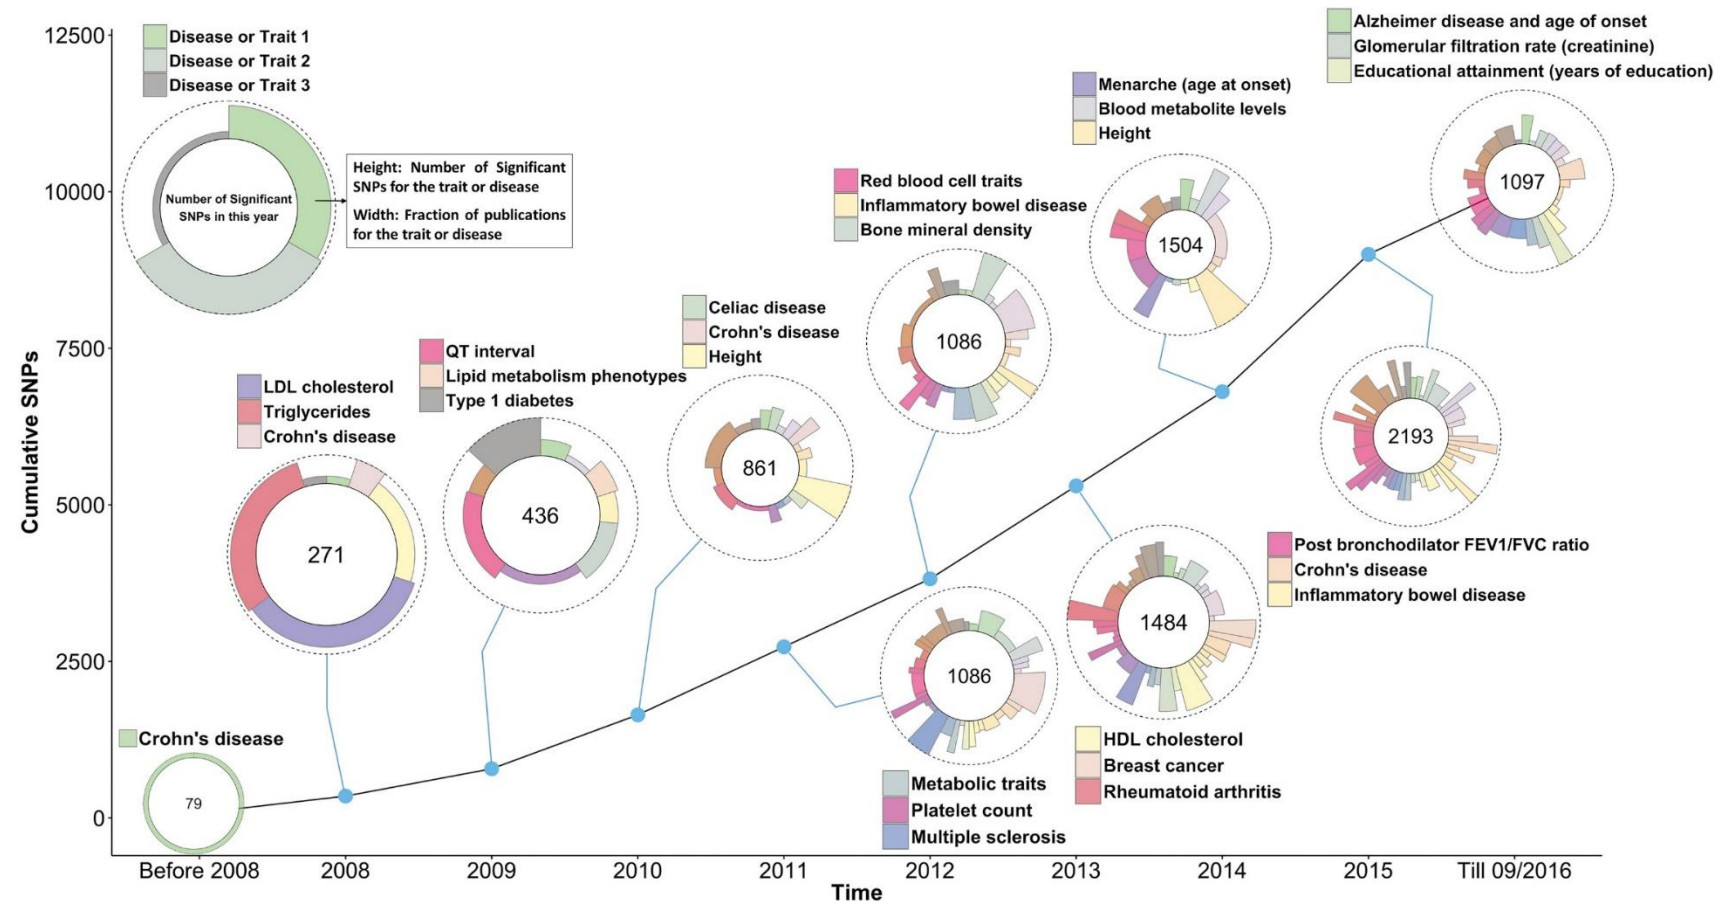 12500
10000
7500
5000
2500
0
Cumulative SNPs
Disease or Trait 1
Disease or Trait 2
Disease or Trait 3
Number of Significant
SNPs in this year
Height: Number of Significant
SNPs for the trait or disease
Width: Fraction of publications
for the trait or disease
Crohn's disease
79
LDL cholesterol
Triglycerides
Crohn's disease
271
QT interval
Lipid metabolism phenotypes
Type 1 diabetes
436
Celiac disease
Crohn's disease
Height
861
Red blood cell traits
Inflammatory bowel disease
Bone mineral density
1086
1086
Metabolic traits
Platelet count
Multiple sclerosis
Menarche (age at onset)
Blood metabolite levels
Height
1504
1484
HDL cholesterol
Breast cancer
Rheumatoid arthritis
Alzheimer disease and age of onset
Glomerular filtration rate (creatinine)
Educational attainment (years of education)
1097
2193
Post bronchodilator FEV1/FVC ratio
Crohn's disease
Inflammatory bowel disease
Before 2008
2008
2009
2010
2011
2012
2013
2014
2015
Till 09/2016
Time